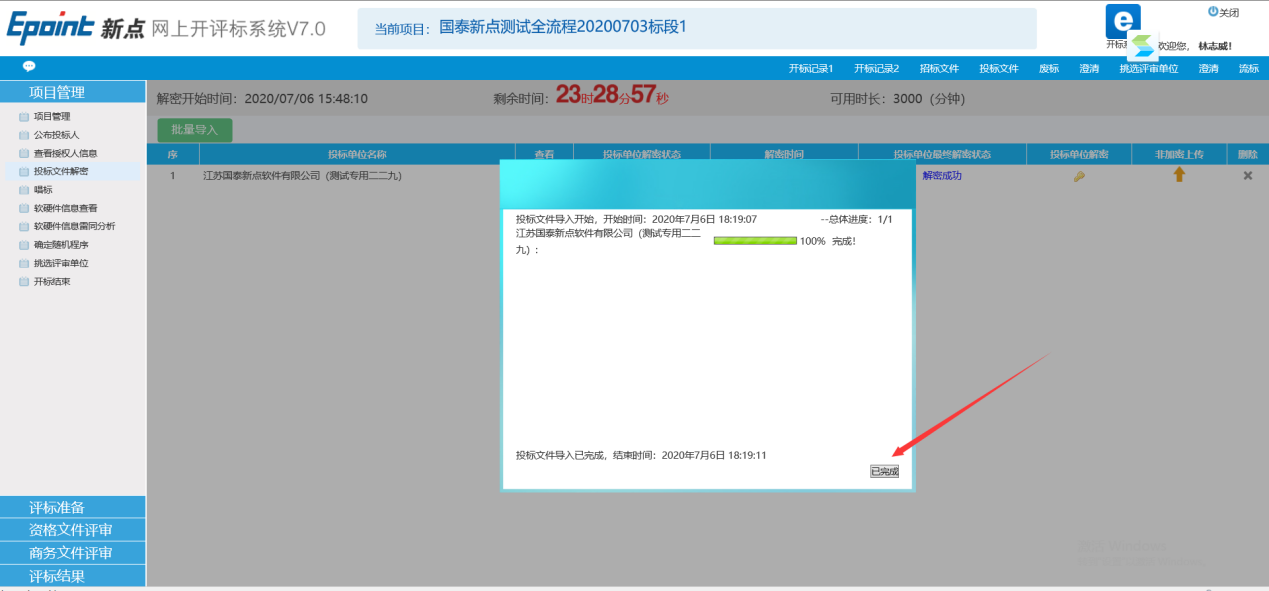 Epoint 新点 网上开评标系统V7.0
当前项目: 国泰新点测试全流程20200703标段1
关闭
欢迎您, 林志威!
开标记录1 开标记录2 招标文件 投标文件 废标 澄清 挑选评审单位 澄清 流标
项目管理
项目管理
公布投标人
查看授权人信息
投标文件解密
唱标
软硬件信息查看
软硬件信息雷同分析
确定随机程序
挑选评审单位
开标结束
评标准备
资格文件评审
商务文件评审
评标结果
解密开始时间: 2020/07/06 15:48:10 剩余时间: 23时28分57秒 可用时长: 3000 (分钟)
批量导入
序 投标单位名称 查看 投标单位解密状态 解密时间 投标单位最终解密状态 投标单位解密 非加密上传 删除
1 江苏国泰新点软件有限公司 (测试专用二二九) 解密成功
投标文件导入开始, 开始时间: 2020年7月6日 18:19:07 --总体进度: 1/1
江苏国泰新点软件有限公司 (测试专用二二
九) : 100% 完成!
投标文件导入已完成, 结束时间: 2020年7月6日 18:19:11
已完成